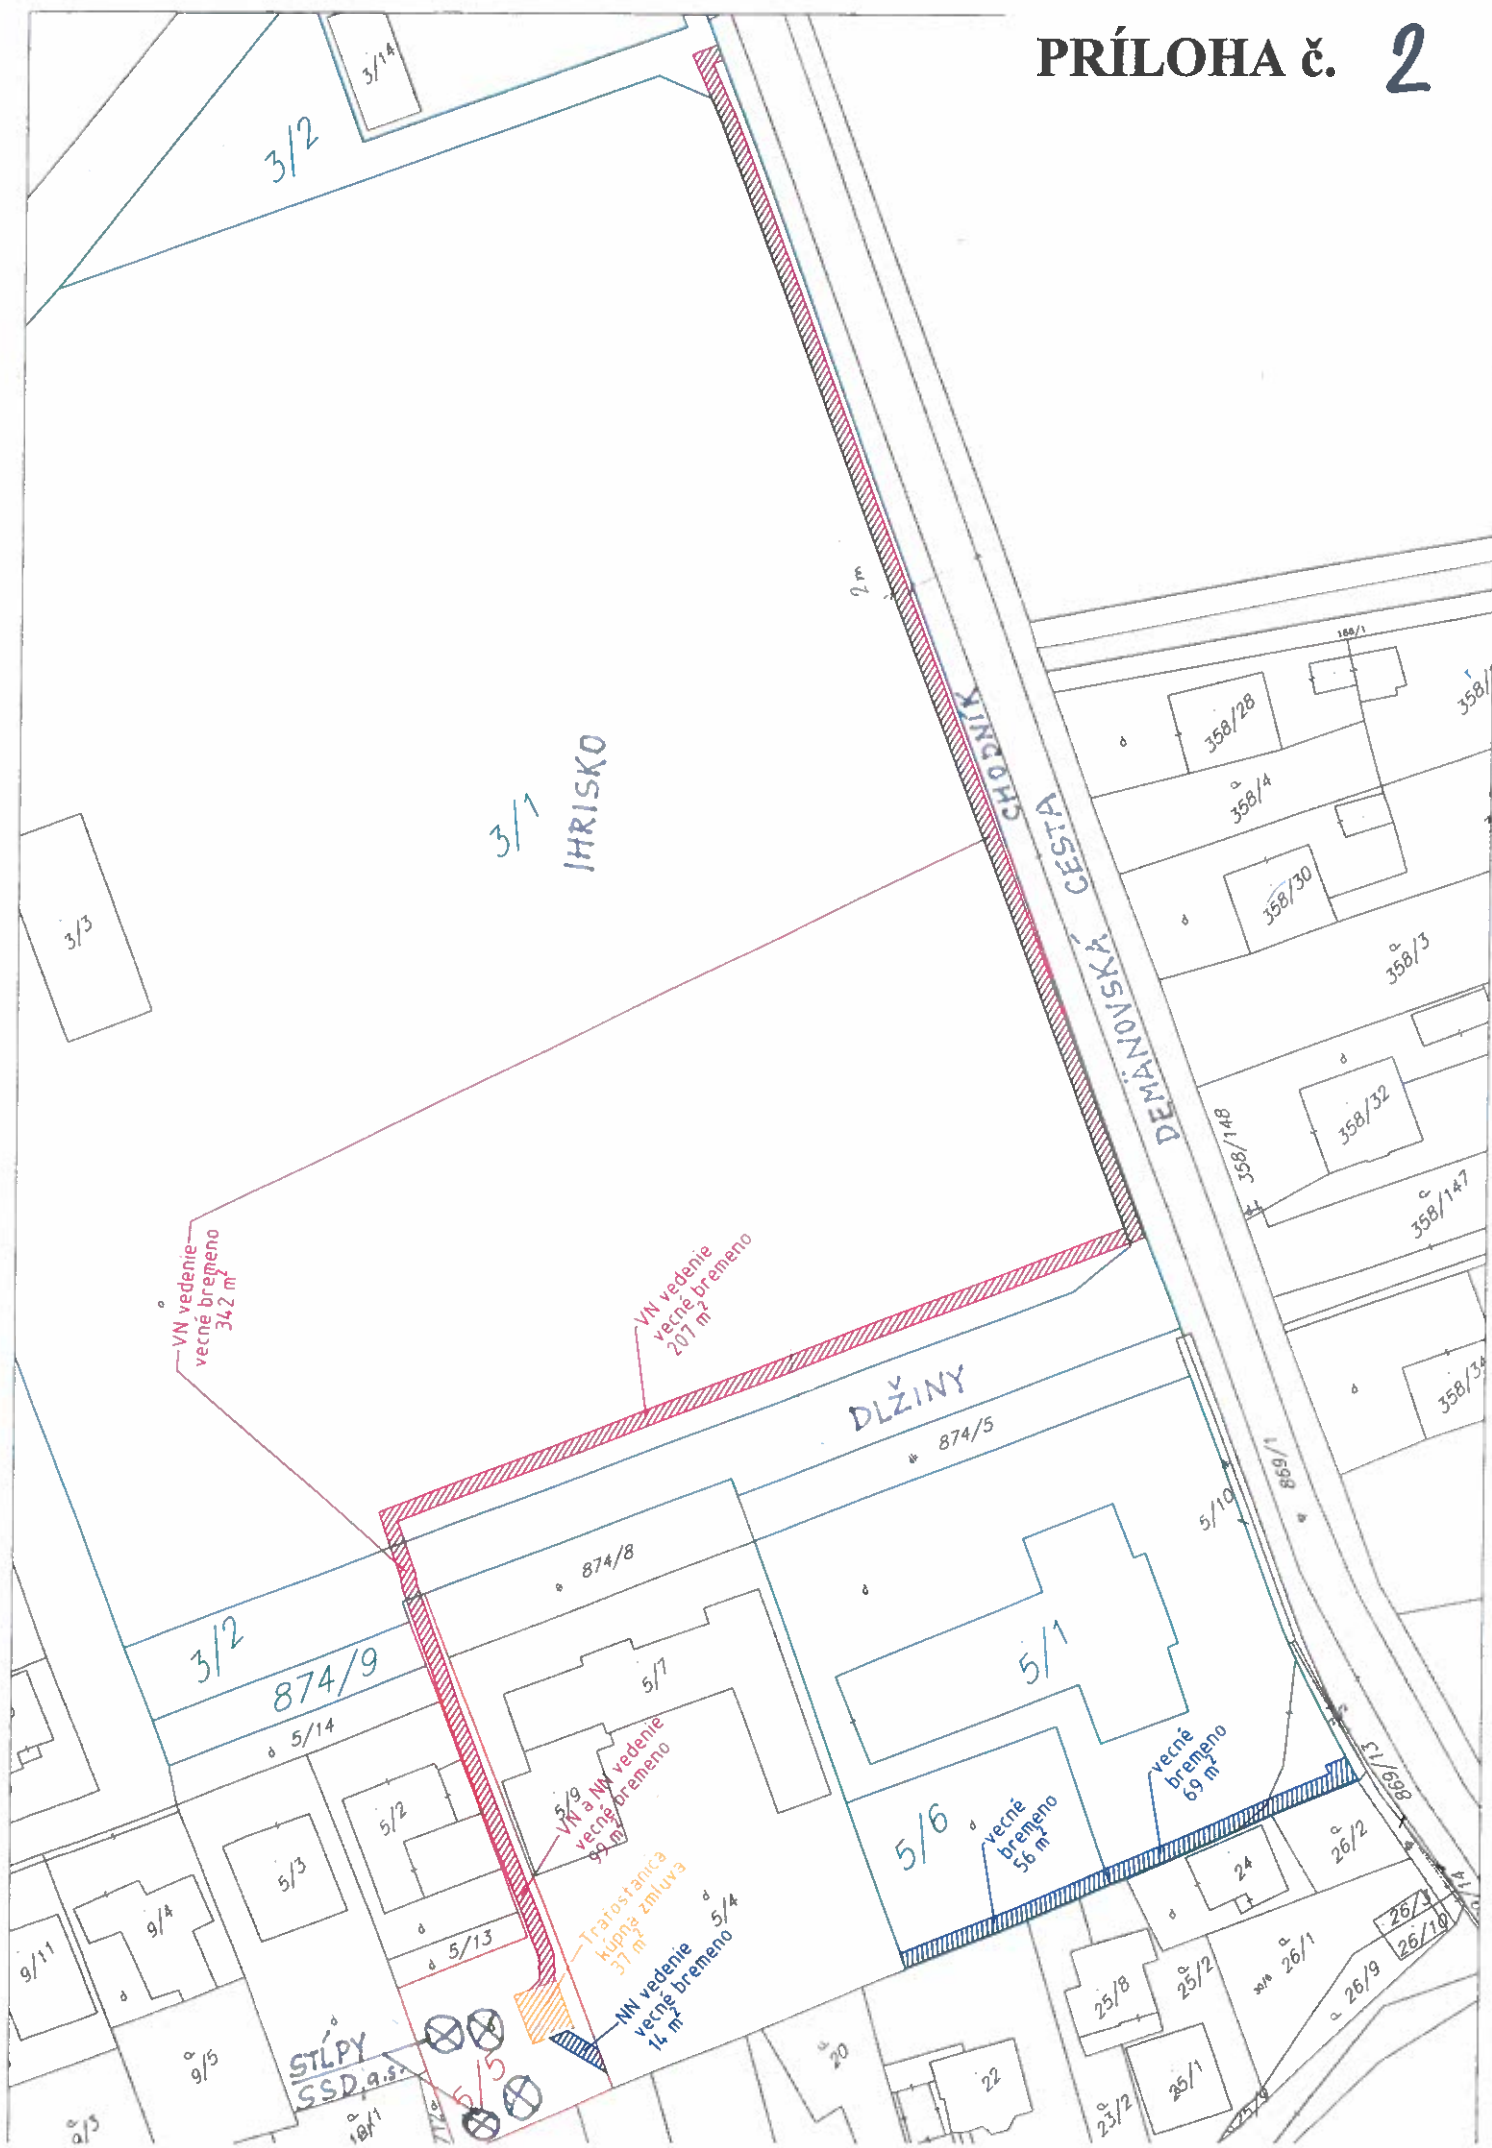 PRÍLOHA č. 2
3/14
3/2
2 m
168/1
358/28
358/4
CHODNÍK
3/1
IHRISKO
DEMÄNOVSKÁ CESTA
358/30
358/3
3/3
358/32
358/148
358/147
VN vedenie
vecné bremeno
342 m²
VN vedenie
vecné bremeno
207 m²
DLŽINY
874/5
869/1
5/10
874/8
3/2
874/9
5/14
5/7
5/1
5/2
5/9
VN a NN vedenie
vecné bremeno
99 m²
5/6
vecné
bremeno
56 m²
vecné
bremeno
69 m²
869/13
5/3
9/4
9/11
5/13
Trafostanica
kúpna zmluva
37 m²
5/4
NN vedenie
vecné bremeno
14 m²
24
26/2
26/1
26/10
26/9
25/8
25/2
25/1
STĹPY
SSD, a.s.
5/5
9/5
9/3
20
22
23/2